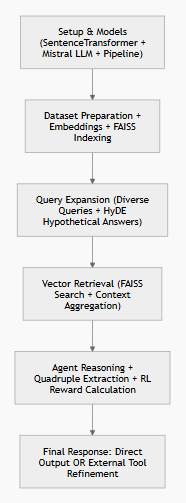 Setup & Models
(SentenceTransformer +
Mistral LLM + Pipeline)
Dataset Preparation +
Embeddings + FAISS
Indexing
Query Expansion (Diverse
Queries + HyDE
Hypothetical Answers)
Vector Retrieval (FAISS
Search + Context
Aggregation)
Agent Reasoning +
Quadruple Extraction + RL
Reward Calculation
Final Response: Direct
Output OR External Tool
Refinement